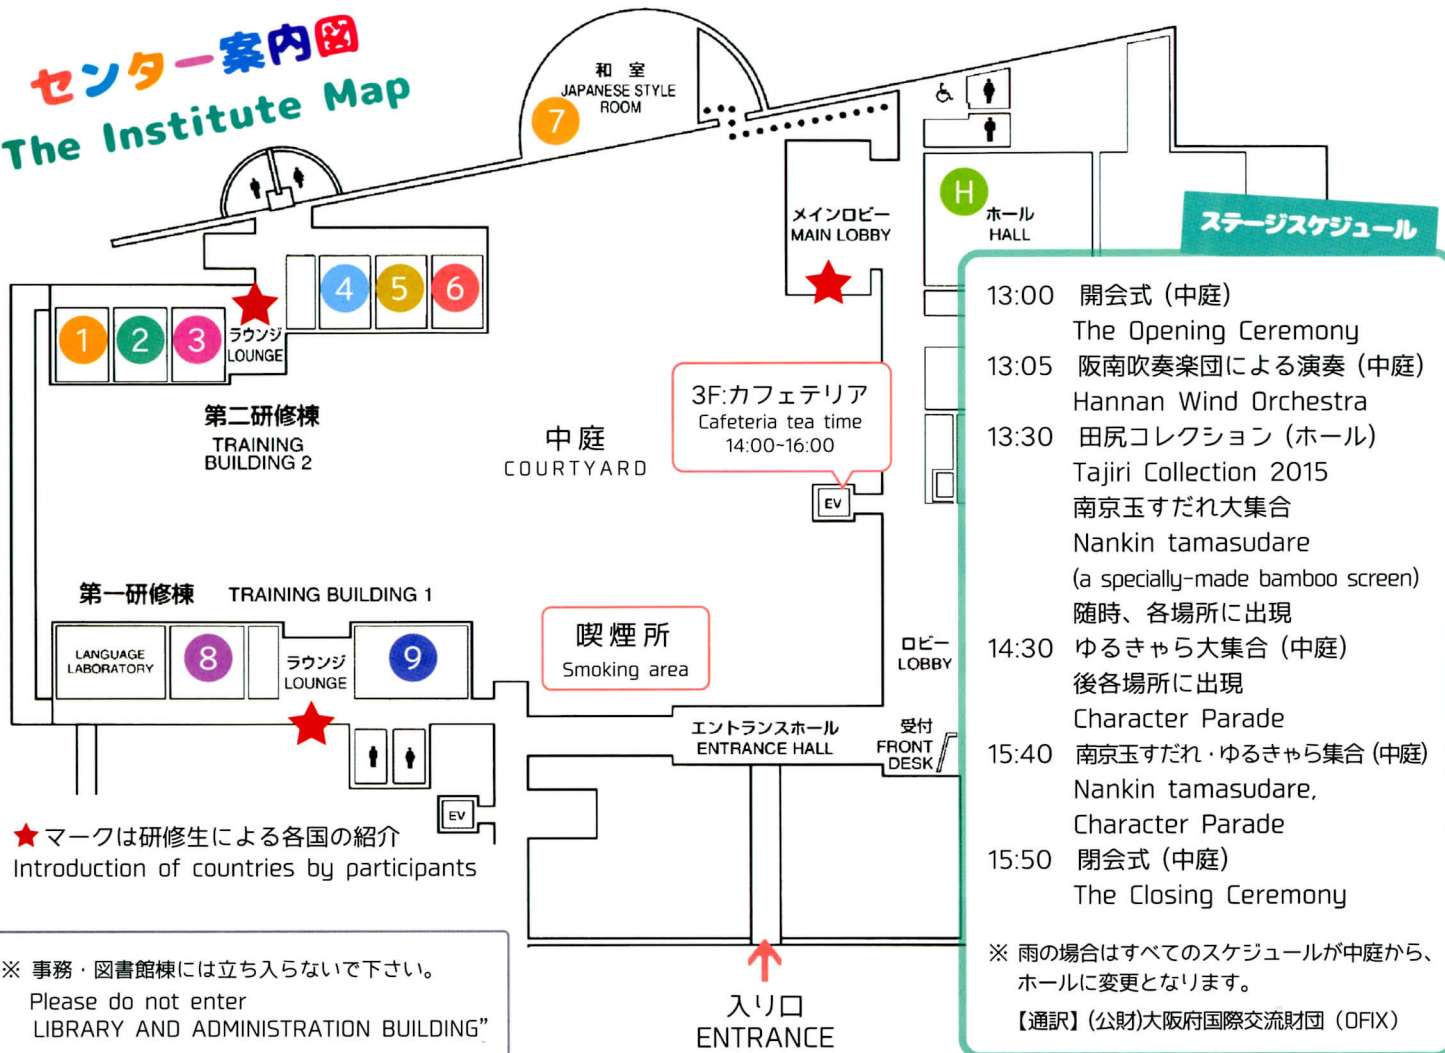 センター案内図
The Institute Map
和室
JAPANESE STYLE
ROOM
7
H
ホール
HALL
メインロビー
MAIN LOBBY
4
5
6
1
2
3
ラウンジ
LOUNGE
第二研修棟
TRAINING
BUILDING 2
中庭
COURTYARD
3F:カフェテリア
Cafeteria tea time
14:00~16:00
EV
第一研修棟 TRAINING BUILDING 1
LANGUAGE
LABORATORY
8
ラウンジ
LOUNGE
9
喫煙所
Smoking area
ロビー
LOBBY
エントランスホール
ENTRANCE HALL
受付
FRONT
DESK
EV
★マークは研修生による各国の紹介
Introduction of countries by participants
※ 事務・図書館棟には立ち入らないで下さい。
Please do not enter
LIBRARY AND ADMINISTRATION BUILDING”
入り口
ENTRANCE
ステージスケジュール
13:00 開会式 (中庭)
The Opening Ceremony
13:05 阪南吹奏楽団による演奏 (中庭)
Hannan Wind Orchestra
13:30 田尻コレクション (ホール)
Tajiri Collection 2015
南京玉すだれ大集合
Nankin tamasudare
(a specially-made bamboo screen)
随時、各場所に出現
14:30 ゆるきゃら大集合 (中庭)
後各場所に出現
Character Parade
15:40 南京玉すだれ・ゆるきゃら集合 (中庭)
Nankin tamasudare,
Character Parade
15:50 閉会式 (中庭)
The Closing Ceremony
※ 雨の場合はすべてのスケジュールが中庭から、
ホールに変更となります。
【通訳】(公財)大阪府国際交流財団（OFIX）